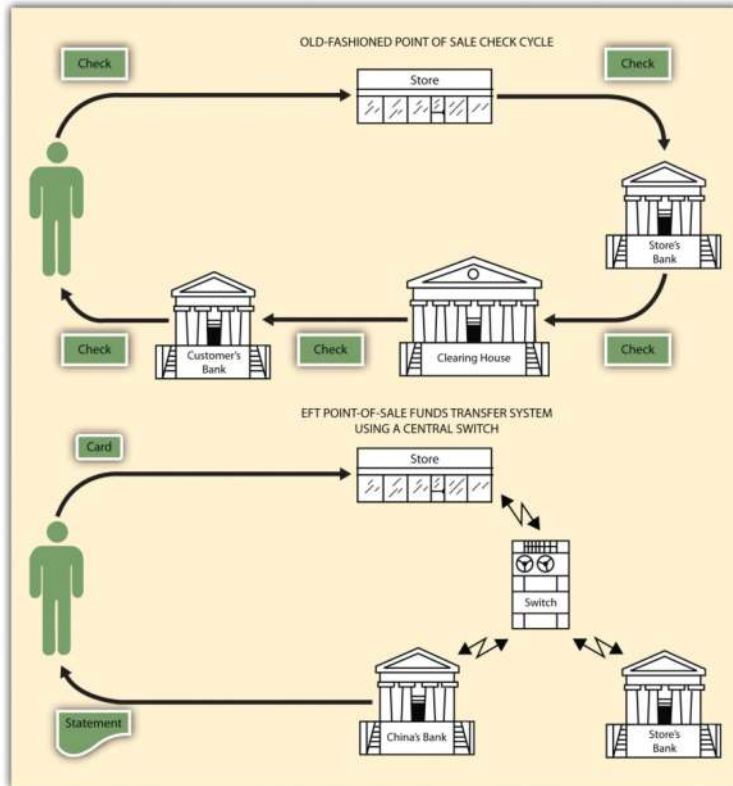 OLD-FASHIONED POINT OF SALE CHECK CYCLE
Check
Check
Store
Store's
Bank
Check
Customer's
Bank
Check
Clearing House
Check
EFT POINT-OF-SALE FUNDS TRANSFER SYSTEM
USING A CENTRAL SWITCH
Card
Store
Switch
Statement
China's Bank
Store's
Bank